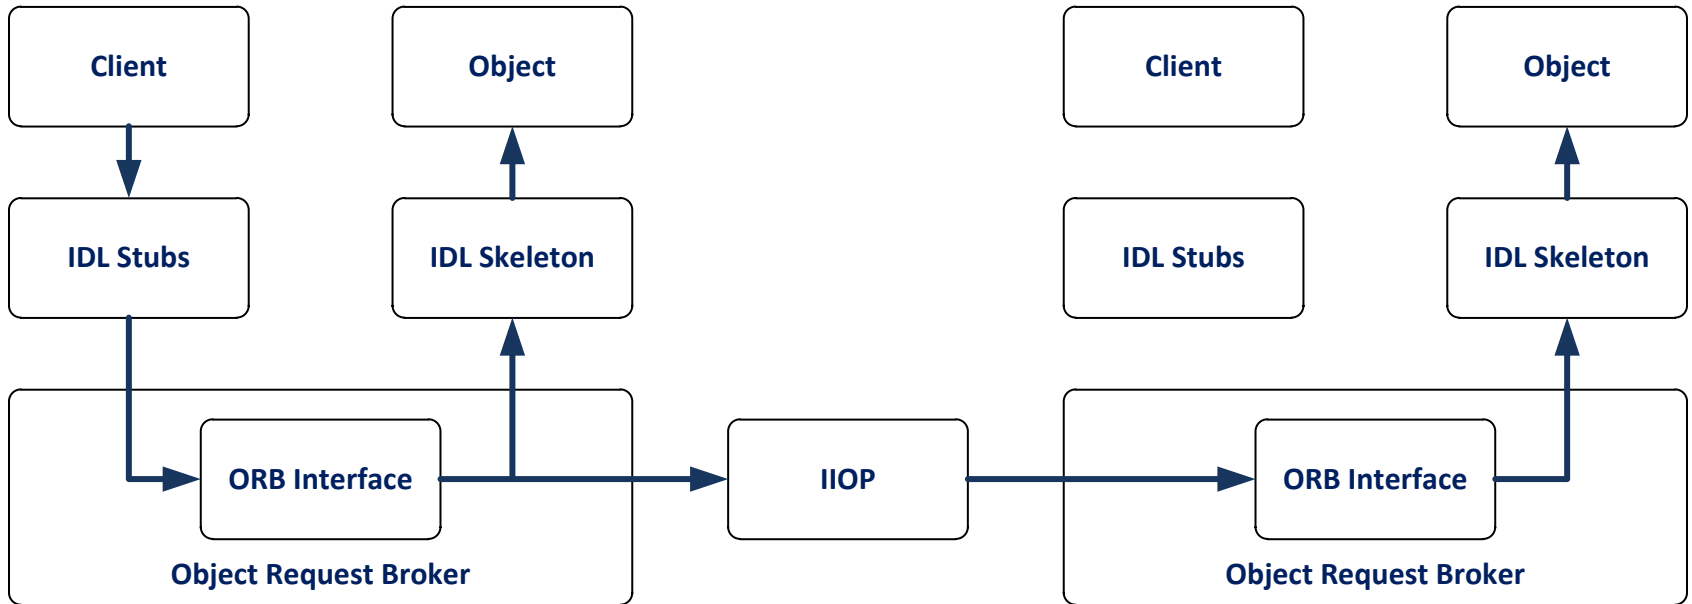 Client
Object
Client
Object
IDL Stubs
IDL Skeleton
IDL Stubs
IDL Skeleton
ORB Interface
IIOP
ORB Interface
Object Request Broker
Object Request Broker